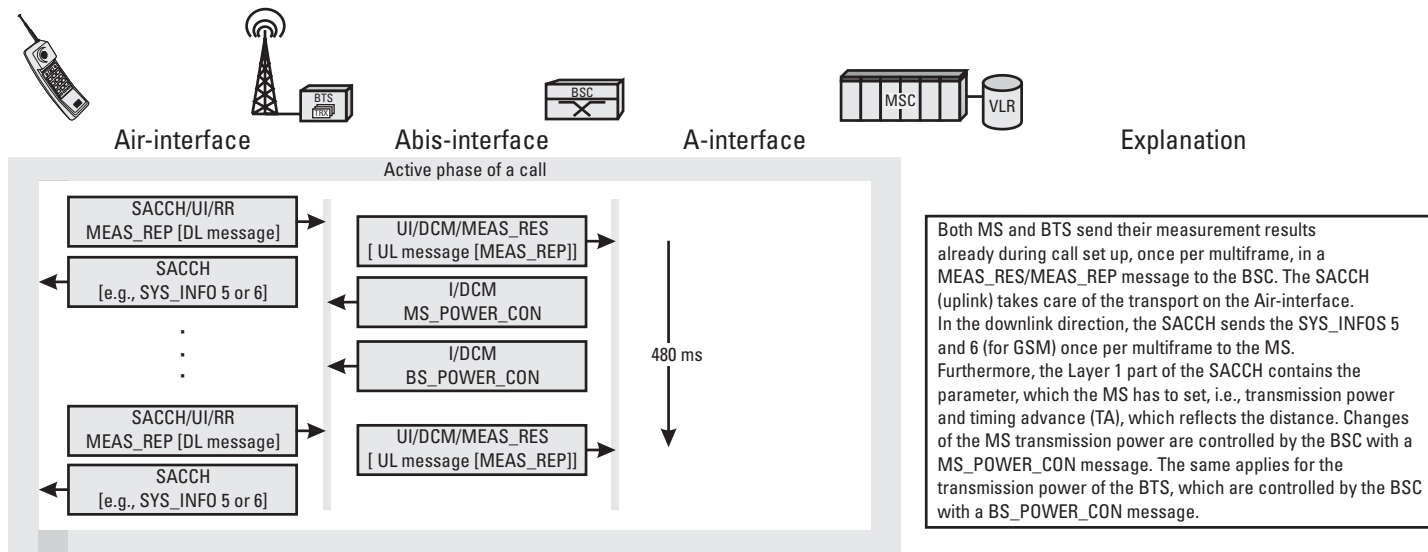 BTS
TRX
BSC
MSC
VLR
Air-interface
Abis-interface
A-interface
Explanation
Active phase of a call
SACCH/UI/RR
MEAS_REP [DL message]
UI/DCM/MEAS_RES
[ UL message [MEAS_REP]]
SACCH
[e.g., SYS_INFO 5 or 6]
I/DCM
MS_POWER_CON
.
.
.
I/DCM
BS_POWER_CON
480 ms
SACCH/UI/RR
MEAS_REP [DL message]
UI/DCM/MEAS_RES
[ UL message [MEAS_REP]]
SACCH
[e.g., SYS_INFO 5 or 6]
Both MS and BTS send their measurement results
already during call set up, once per multiframe, in a
MEAS_RES/MEAS_REP message to the BSC. The SACCH
(uplink) takes care of the transport on the Air-interface.
In the downlink direction, the SACCH sends the SYS_INFOS 5
and 6 (for GSM) once per multiframe to the MS.
Furthermore, the Layer 1 part of the SACCH contains the
parameter, which the MS has to set, i.e., transmission power
and timing advance (TA), which reflects the distance. Changes
of the MS transmission power are controlled by the BSC with a
MS_POWER_CON message. The same applies for the
transmission power of the BTS, which are controlled by the BSC
with a BS_POWER_CON message.